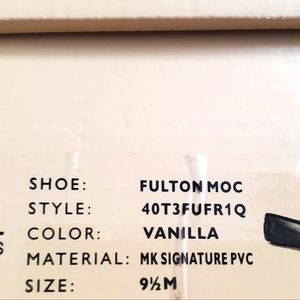 SHOE: FULTON MOC
STYLE: 40T3FUFR1Q
COLOR: VANILLA
MATERIAL: MK SIGNATURE PVC
SIZE: 9½M